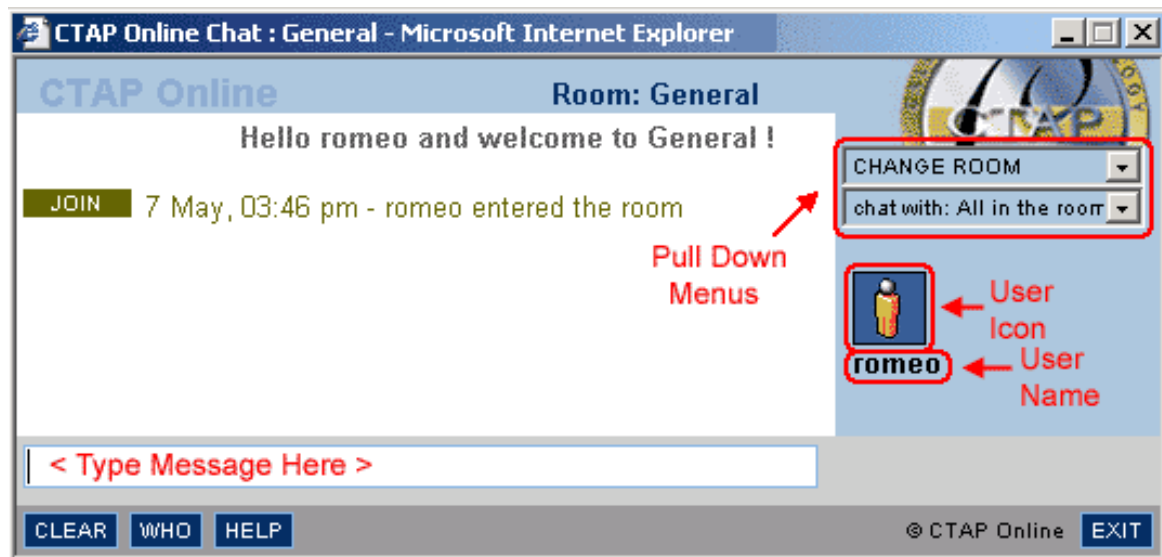 CTAP Online Chat : General - Microsoft Internet Explorer
CTAP Online
Room: General
CTAP
Hello romeo and welcome to General !
CHANGE ROOM
JOIN 7 May, 03:46 pm - romeo entered the room
chat with: All in the room
Pull Down
Menus
User
Icon
romeo
User
Name
< Type Message Here >
CLEAR WHO HELP
© CTAP Online EXIT